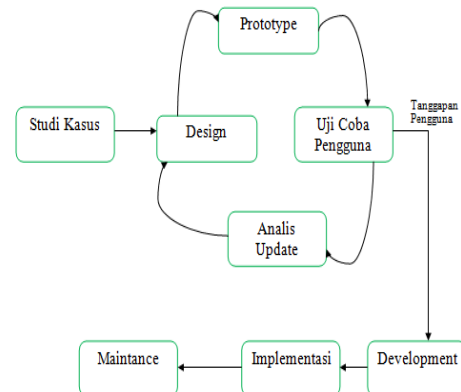 Prototype
Studi Kasus
Design
Uji Coba
Pengguna
Tanggapan
Pengguna
Analis
Update
Maintance
Implementasi
Development